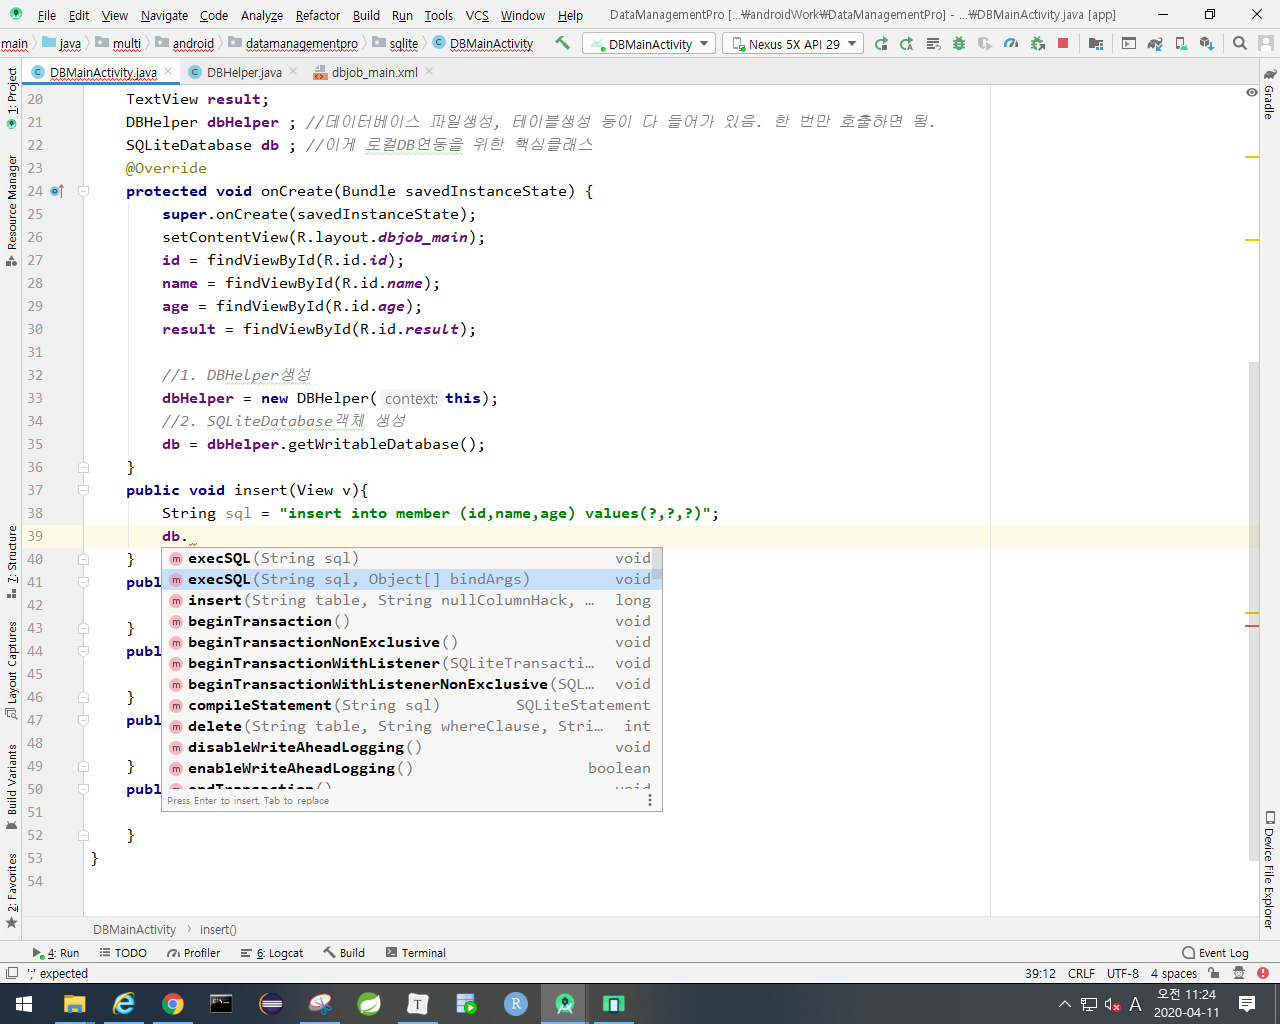 File Edit View Navigate Code Analyze Refactor Build Run Tools VCS Window Help DataManagementPro [...₩androidWork₩DataManagementPro] - ...₩DBMainActivity.java [app]
main java multi android datamanagementpro sqlite DBMainActivity DBMainActivity Nexus 5X API 29
DBMainActivity.java DBHelper.java dbjob_main.xml
1: Project
Resource Manager
7: Structure
Layout Captures
Build Variants
2: Favorites
20 TextView result;
21 DBHelper dbHelper ; //데이터베이스 파일생성, 테이블생성 등이 다 들어가 있음. 한 번만 호출하면 됨.
22 SQLiteDatabase db ; //이게 로컬DB연동을 위한 핵심클래스
23 @Override
24 protected void onCreate(Bundle savedInstanceState) {
25 super.onCreate(savedInstanceState);
26 setContentView(R.layout.dbjob_main);
27 id = findViewById(R.id.id);
28 name = findViewById(R.id.name);
29 age = findViewById(R.id.age);
30 result = findViewById(R.id.result);
31
32 //1. DBHelper생성
33 dbHelper = new DBHelper( context: this);
34 //2. SQLiteDatabase객체 생성
35 db = dbHelper.getWritableDatabase();
36 }
37 public void insert(View v){
38 String sql = "insert into member (id,name,age) values(?,?,?)";
39 db.
40 }
41 publ
42
43 }
44 publ
45
46 }
47 publ
48
49 }
50 publ
51
52 }
53 }
54
m execSQL(String sql) void
m execSQL(String sql, Object[] bindArgs) void
m insert(String table, String nullColumnHack, … long
m beginTransaction() void
m beginTransactionNonExclusive() void
m beginTransactionWithListener(SQLiteTransacti… void
m beginTransactionWithListenerNonExclusive(SQL… void
m compileStatement(String sql) SQLiteStatement
m delete(String table, String whereClause, Stri… int
m disableWriteAheadLogging() void
m enableWriteAheadLogging() boolean
m endTransaction() void
Press Enter to insert, Tab to replace
Gradle
Device File Explorer
DBMainActivity insert()
4: Run TODO Profiler 6: Logcat Build Terminal Event Log
';' expected 39:12 CRLF UTF-8 4 spaces
T R A 오전 11:24
2020-04-11